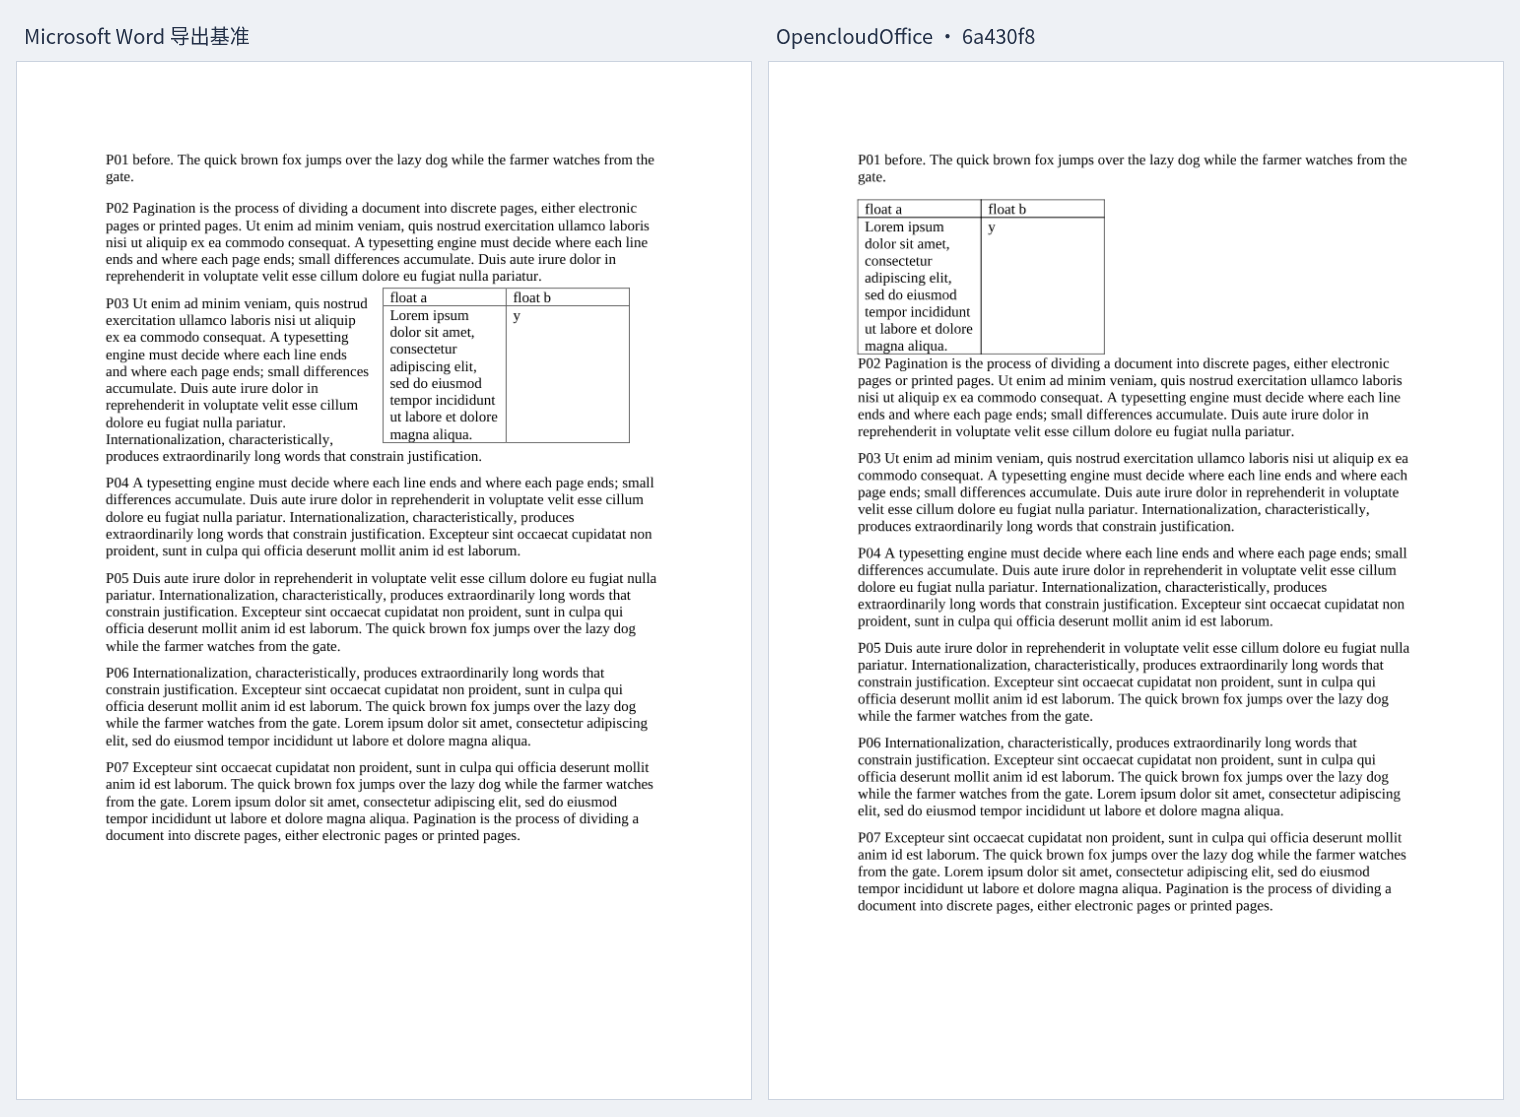 Microsoft Word 导出基准
P01 before. The quick brown fox jumps over the lazy dog while the farmer watches from the
gate.
P02 Pagination is the process of dividing a document into discrete pages, either electronic
pages or printed pages. Ut enim ad minim veniam, quis nostrud exercitation ullamco laboris
nisi ut aliquip ex ea commodo consequat. A typesetting engine must decide where each line
ends and where each page ends; small differences accumulate. Duis aute irure dolor in
reprehenderit in voluptate velit esse cillum dolore eu fugiat nulla pariatur.
P03 Ut enim ad minim veniam, quis nostrud
exercitation ullamco laboris nisi ut aliquip
ex ea commodo consequat. A typesetting
engine must decide where each line ends
and where each page ends; small differences
accumulate. Duis aute irure dolor in
reprehenderit in voluptate velit esse cillum
dolore eu fugiat nulla pariatur.
Internationalization, characteristically,
produces extraordinarily long words that constrain justification.
float a
float b
Lorem ipsum
dolor sit amet,
consectetur
adipiscing elit,
sed do eiusmod
tempor incididunt
ut labore et dolore
magna aliqua.
y
P04 A typesetting engine must decide where each line ends and where each page ends; small
differences accumulate. Duis aute irure dolor in reprehenderit in voluptate velit esse cillum
dolore eu fugiat nulla pariatur. Internationalization, characteristically, produces
extraordinarily long words that constrain justification. Excepteur sint occaecat cupidatat non
proident, sunt in culpa qui officia deserunt mollit anim id est laborum.
P05 Duis aute irure dolor in reprehenderit in voluptate velit esse cillum dolore eu fugiat nulla
pariatur. Internationalization, characteristically, produces extraordinarily long words that
constrain justification. Excepteur sint occaecat cupidatat non proident, sunt in culpa qui
officia deserunt mollit anim id est laborum. The quick brown fox jumps over the lazy dog
while the farmer watches from the gate.
P06 Internationalization, characteristically, produces extraordinarily long words that
constrain justification. Excepteur sint occaecat cupidatat non proident, sunt in culpa qui
officia deserunt mollit anim id est laborum. The quick brown fox jumps over the lazy dog
while the farmer watches from the gate. Lorem ipsum dolor sit amet, consectetur adipiscing
elit, sed do eiusmod tempor incididunt ut labore et dolore magna aliqua.
P07 Excepteur sint occaecat cupidatat non proident, sunt in culpa qui officia deserunt mollit
anim id est laborum. The quick brown fox jumps over the lazy dog while the farmer watches
from the gate. Lorem ipsum dolor sit amet, consectetur adipiscing elit, sed do eiusmod
tempor incididunt ut labore et dolore magna aliqua. Pagination is the process of dividing a
document into discrete pages, either electronic pages or printed pages.
OpencloudOffice · 6a430f8
P01 before. The quick brown fox jumps over the lazy dog while the farmer watches from the
gate.
float a
float b
Lorem ipsum
dolor sit amet,
consectetur
adipiscing elit,
sed do eiusmod
tempor incididunt
ut labore et dolore
magna aliqua.
y
P02 Pagination is the process of dividing a document into discrete pages, either electronic
pages or printed pages. Ut enim ad minim veniam, quis nostrud exercitation ullamco laboris
nisi ut aliquip ex ea commodo consequat. A typesetting engine must decide where each line
ends and where each page ends; small differences accumulate. Duis aute irure dolor in
reprehenderit in voluptate velit esse cillum dolore eu fugiat nulla pariatur.
P03 Ut enim ad minim veniam, quis nostrud exercitation ullamco laboris nisi ut aliquip ex ea
commodo consequat. A typesetting engine must decide where each line ends and where each
page ends; small differences accumulate. Duis aute irure dolor in reprehenderit in voluptate
velit esse cillum dolore eu fugiat nulla pariatur. Internationalization, characteristically,
produces extraordinarily long words that constrain justification.
P04 A typesetting engine must decide where each line ends and where each page ends; small
differences accumulate. Duis aute irure dolor in reprehenderit in voluptate velit esse cillum
dolore eu fugiat nulla pariatur. Internationalization, characteristically, produces
extraordinarily long words that constrain justification. Excepteur sint occaecat cupidatat non
proident, sunt in culpa qui officia deserunt mollit anim id est laborum.
P05 Duis aute irure dolor in reprehenderit in voluptate velit esse cillum dolore eu fugiat nulla
pariatur. Internationalization, characteristically, produces extraordinarily long words that
constrain justification. Excepteur sint occaecat cupidatat non proident, sunt in culpa qui
officia deserunt mollit anim id est laborum. The quick brown fox jumps over the lazy dog
while the farmer watches from the gate.
P06 Internationalization, characteristically, produces extraordinarily long words that
constrain justification. Excepteur sint occaecat cupidatat non proident, sunt in culpa qui
officia deserunt mollit anim id est laborum. The quick brown fox jumps over the lazy dog
while the farmer watches from the gate. Lorem ipsum dolor sit amet, consectetur adipiscing
elit, sed do eiusmod tempor incididunt ut labore et dolore magna aliqua.
P07 Excepteur sint occaecat cupidatat non proident, sunt in culpa qui officia deserunt mollit
anim id est laborum. The quick brown fox jumps over the lazy dog while the farmer watches
from the gate. Lorem ipsum dolor sit amet, consectetur adipiscing elit, sed do eiusmod
tempor incididunt ut labore et dolore magna aliqua. Pagination is the process of dividing a
document into discrete pages, either electronic pages or printed pages.